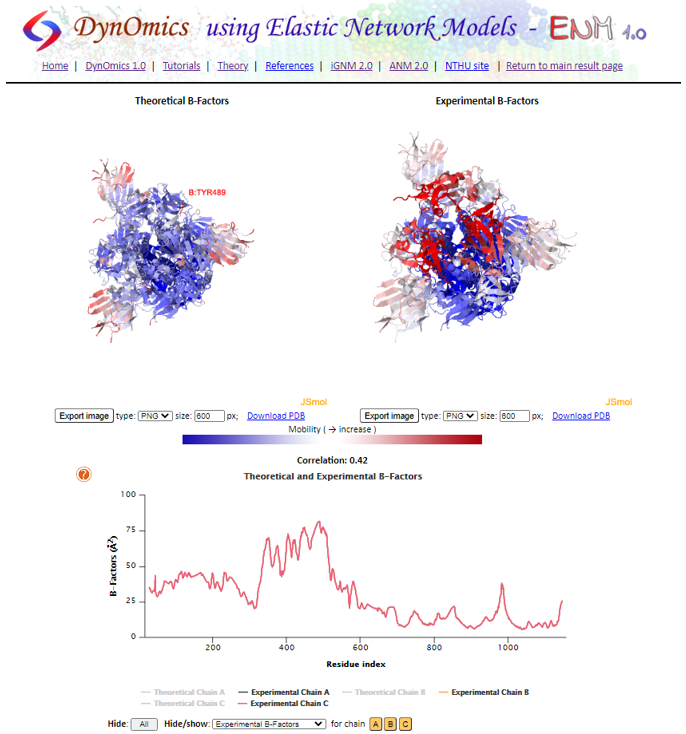 DynOmics using Elastic Network Models - ENM 1.0
Home | DynOmics 1.0 | Tutorials | Theory | References | iGNM 2.0 | ANM 2.0 | NTHU site | Return to main result page
Theoretical B-Factors Experimental B-Factors
B:TYR489
JSmol JSmol
Export image type: PNG size: 600 px; Download PDB Export image type: PNG size: 600 px; Download PDB
Mobility ( → increase )
Correlation: 0.42
?
Theoretical and Experimental B-Factors
100
75
50
25
0
B-Factors (Å²)
200 400 600 800 1000
Residue index
Theoretical Chain A Experimental Chain A Theoretical Chain B Experimental Chain B
Theoretical Chain C Experimental Chain C
Hide: All Hide/show: Experimental B-Factors for chain A B C